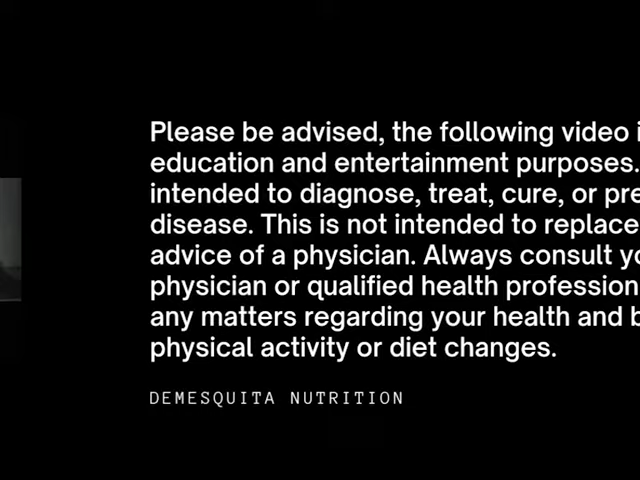 Please be advised, the following video
education and entertainment purposes.
intended to diagnose, treat, cure, or
disease. This is not intended to replace
advice of a physician. Always consult
physician or qualified health
any matters regarding your health and
physical activity or diet changes.
DEMESQUITA NUTRITION